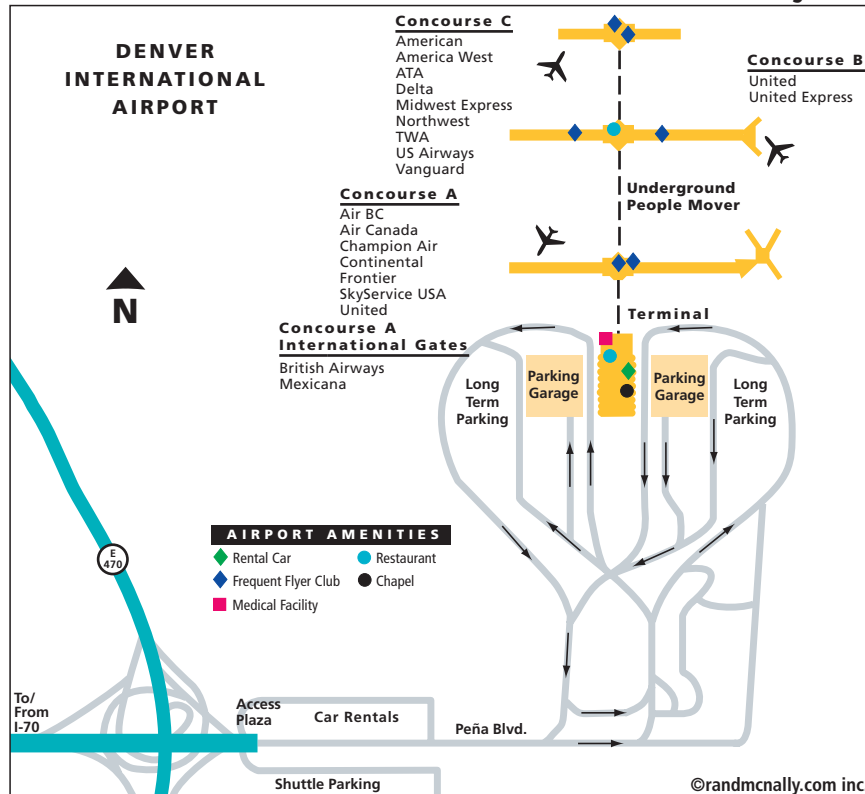 DENVER
INTERNATIONAL
AIRPORT
Concourse C
American
America West
ATA
Delta
Midwest Express
Northwest
TWA
US Airways
Vanguard
Concourse B
United
United Express
Underground
People Mover
Concourse A
Air BC
Air Canada
Champion Air
Continental
Frontier
SkyService USA
United
N
Terminal
Concourse A
International Gates
British Airways
Mexicana
Long
Term
Parking
Parking
Garage
Parking
Garage
Long
Term
Parking
AIRPORT AMENITIES
Rental Car
Restaurant
Frequent Flyer Club
Chapel
Medical Facility
E
470
To/
From
I-70
Access
Plaza
Car Rentals
Peña Blvd.
Shuttle Parking
©randmcnally.com inc